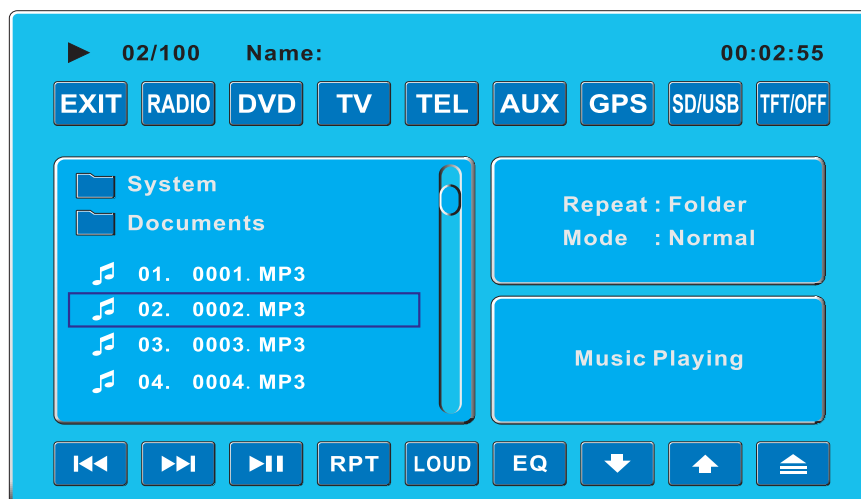 02/100 Name: 00:02:55
EXIT RADIO DVD TV TEL AUX GPS SD/USB TFT/OFF
System
Documents
01. 0001. MP3
02. 0002. MP3
03. 0003. MP3
04. 0004. MP3
Repeat : Folder
Mode : Normal
Music Playing
RPT LOUD EQ